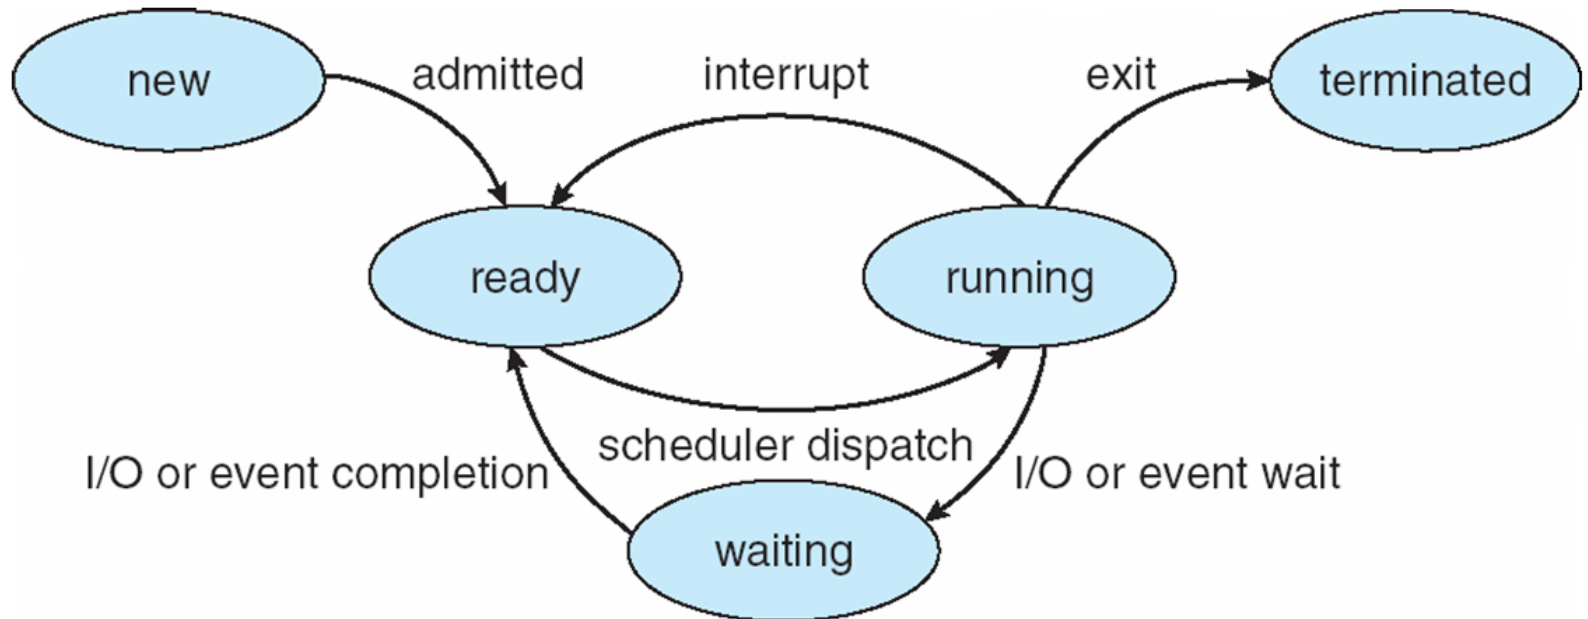 new
admitted
interrupt
exit
terminated
ready
running
scheduler dispatch
I/O or event completion
I/O or event wait
waiting